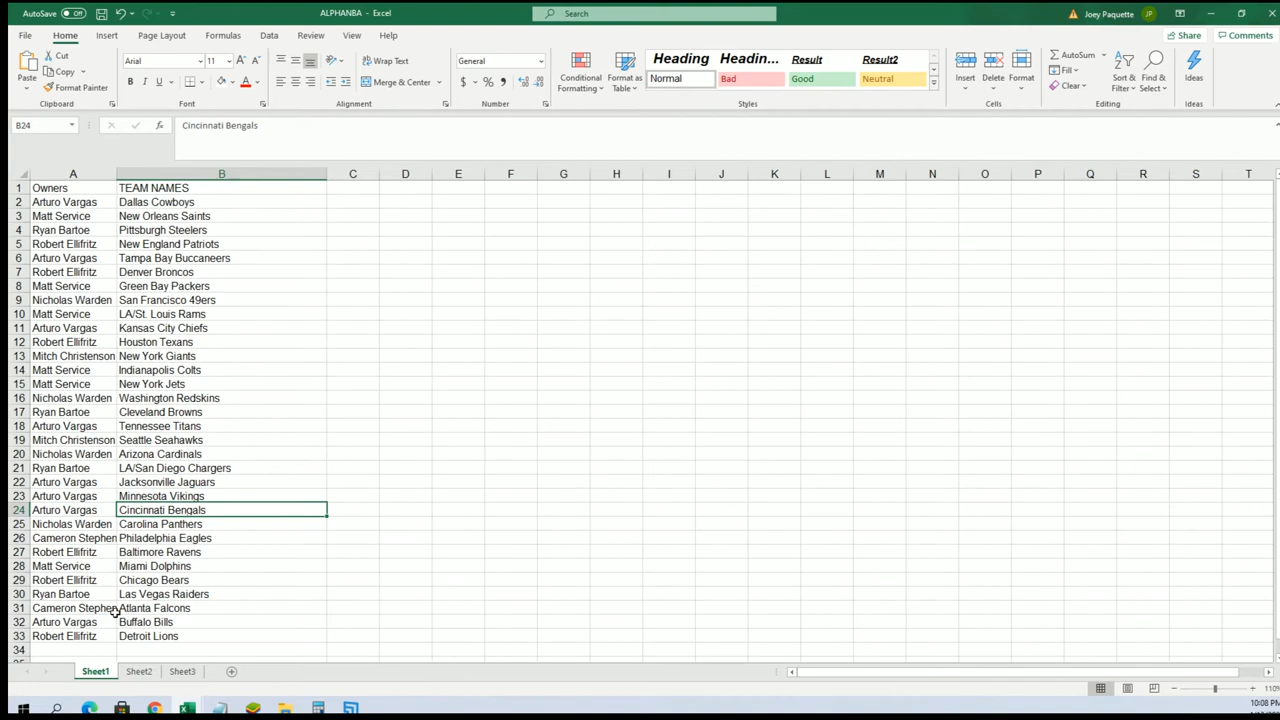 AutoSave Off ALPHANBA - Excel Search Joey Paquette JP
File Home Insert Page Layout Formulas Data Review View Help Share Comments
Paste Cut Copy Format Painter Clipboard
Arial 11 B I U A Font
Wrap Text Merge & Center Alignment
General $ % Number
Conditional Formatting Format as Table
Heading Headin... Result Result2
Normal Bad Good Neutral
Styles
Insert Delete Format Cells
AutoSum Fill Clear Sort & Filter Find & Select Editing
Ideas Ideas
B24 fx Cincinnati Bengals
A B C D E F G H I J K L M N O P Q R S T
1 Owners TEAM NAMES
2 Arturo Vargas Dallas Cowboys
3 Matt Service New Orleans Saints
4 Ryan Bartoe Pittsburgh Steelers
5 Robert Ellifritz New England Patriots
6 Arturo Vargas Tampa Bay Buccaneers
7 Robert Ellifritz Denver Broncos
8 Matt Service Green Bay Packers
9 Nicholas Warden San Francisco 49ers
10 Matt Service LA/St. Louis Rams
11 Arturo Vargas Kansas City Chiefs
12 Robert Ellifritz Houston Texans
13 Mitch Christenson New York Giants
14 Matt Service Indianapolis Colts
15 Matt Service New York Jets
16 Nicholas Warden Washington Redskins
17 Ryan Bartoe Cleveland Browns
18 Arturo Vargas Tennessee Titans
19 Mitch Christenson Seattle Seahawks
20 Nicholas Warden Arizona Cardinals
21 Ryan Bartoe LA/San Diego Chargers
22 Arturo Vargas Jacksonville Jaguars
23 Arturo Vargas Minnesota Vikings
24 Arturo Vargas Cincinnati Bengals
25 Nicholas Warden Carolina Panthers
26 Cameron Stephen Philadelphia Eagles
27 Robert Ellifritz Baltimore Ravens
28 Matt Service Miami Dolphins
29 Robert Ellifritz Chicago Bears
30 Ryan Bartoe Las Vegas Raiders
31 Cameron Stephen Atlanta Falcons
32 Arturo Vargas Buffalo Bills
33 Robert Ellifritz Detroit Lions
34
Sheet1 Sheet2 Sheet3
110%
10:08 PM